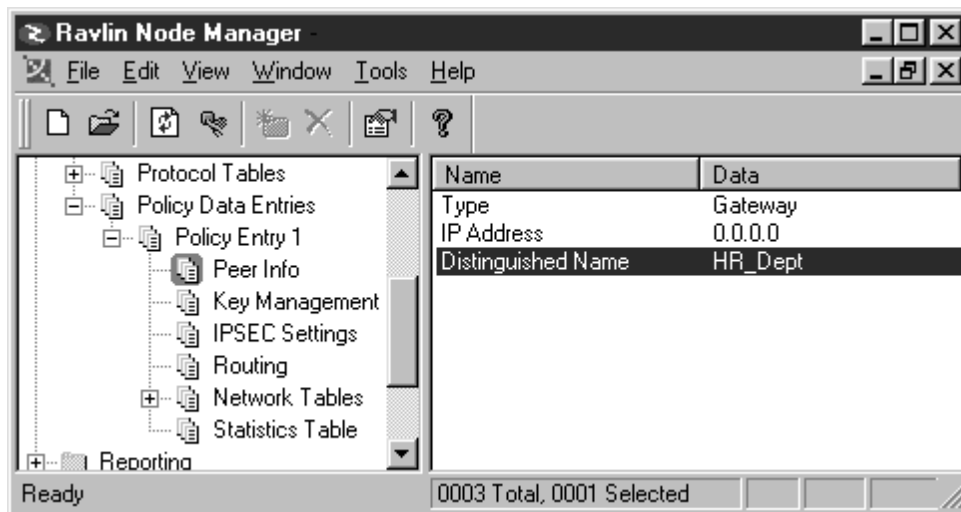 Ravlin Node Manager -
File Edit View Window Tools Help
Protocol Tables
Policy Data Entries
Policy Entry 1
Peer Info
Key Management
IPSEC Settings
Routing
Network Tables
Statistics Table
Reporting
Name Data
Type Gateway
IP Address 0.0.0.0
Distinguished Name HR_Dept
Ready 0003 Total, 0001 Selected